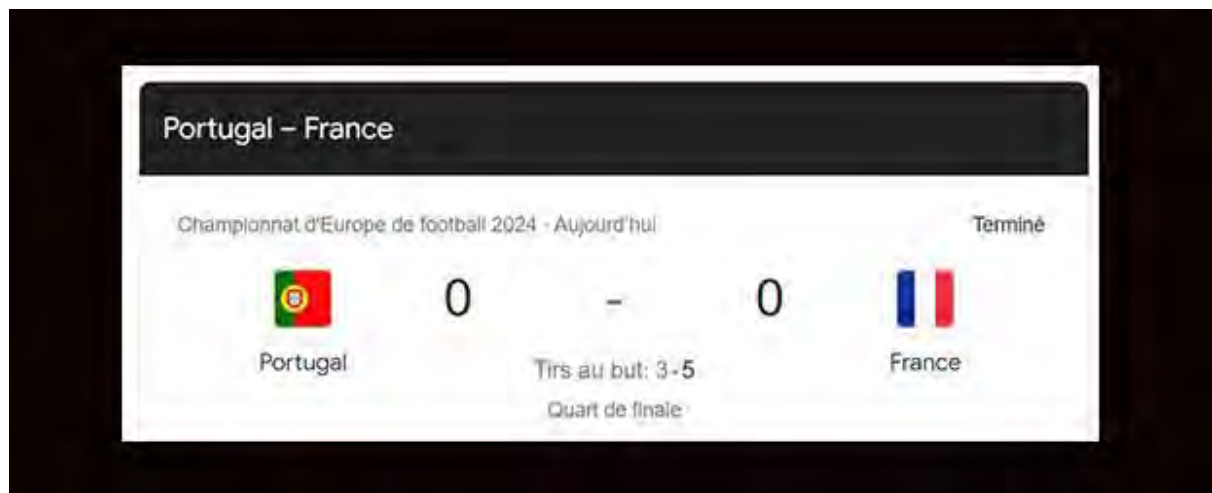 Portugal – France
Championnat d'Europe de football 2024 - Aujourd'hui Terminé
0 - 0
Portugal Tirs au but: 3-5 France
Quart de finale